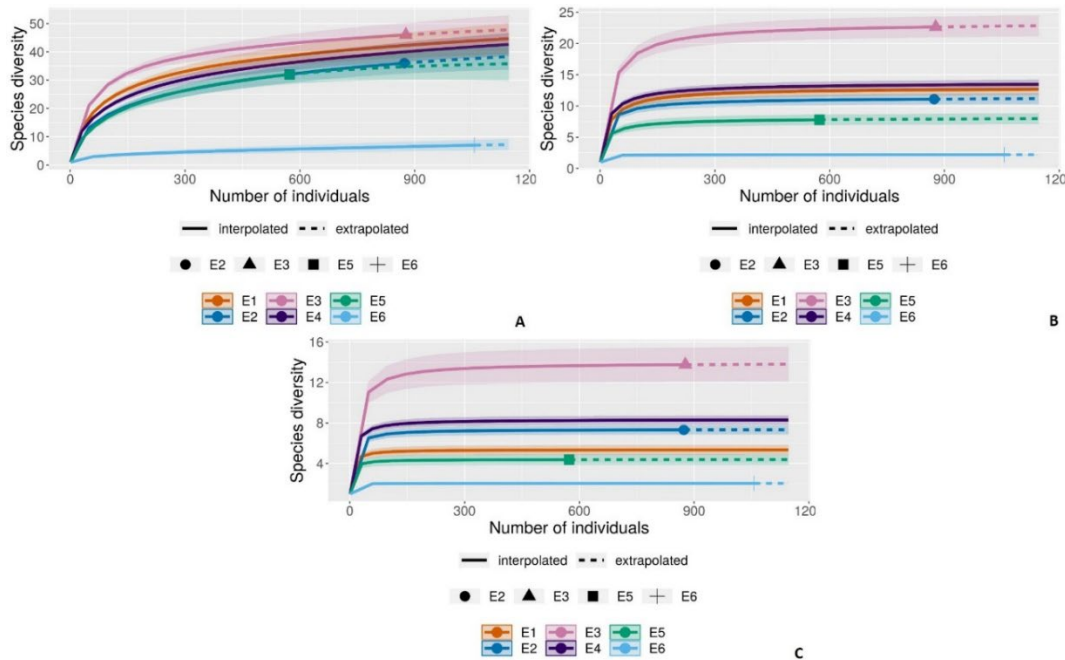 Species diversity
50
40
30
20
10
0
0 300 600 900 120
Number of individuals
interpolated extrapolated
E2 E3 E5 E6
E1 E3 E5
E2 E4 E6
A
Species diversity
25
20
15
10
5
0
0 300 600 900 120
Number of individuals
interpolated extrapolated
E2 E3 E5 E6
E1 E3 E5
E2 E4 E6
B
Species diversity
16
12
8
4
0 300 600 900 120
Number of individuals
interpolated extrapolated
E2 E3 E5 E6
E1 E3 E5
E2 E4 E6
C